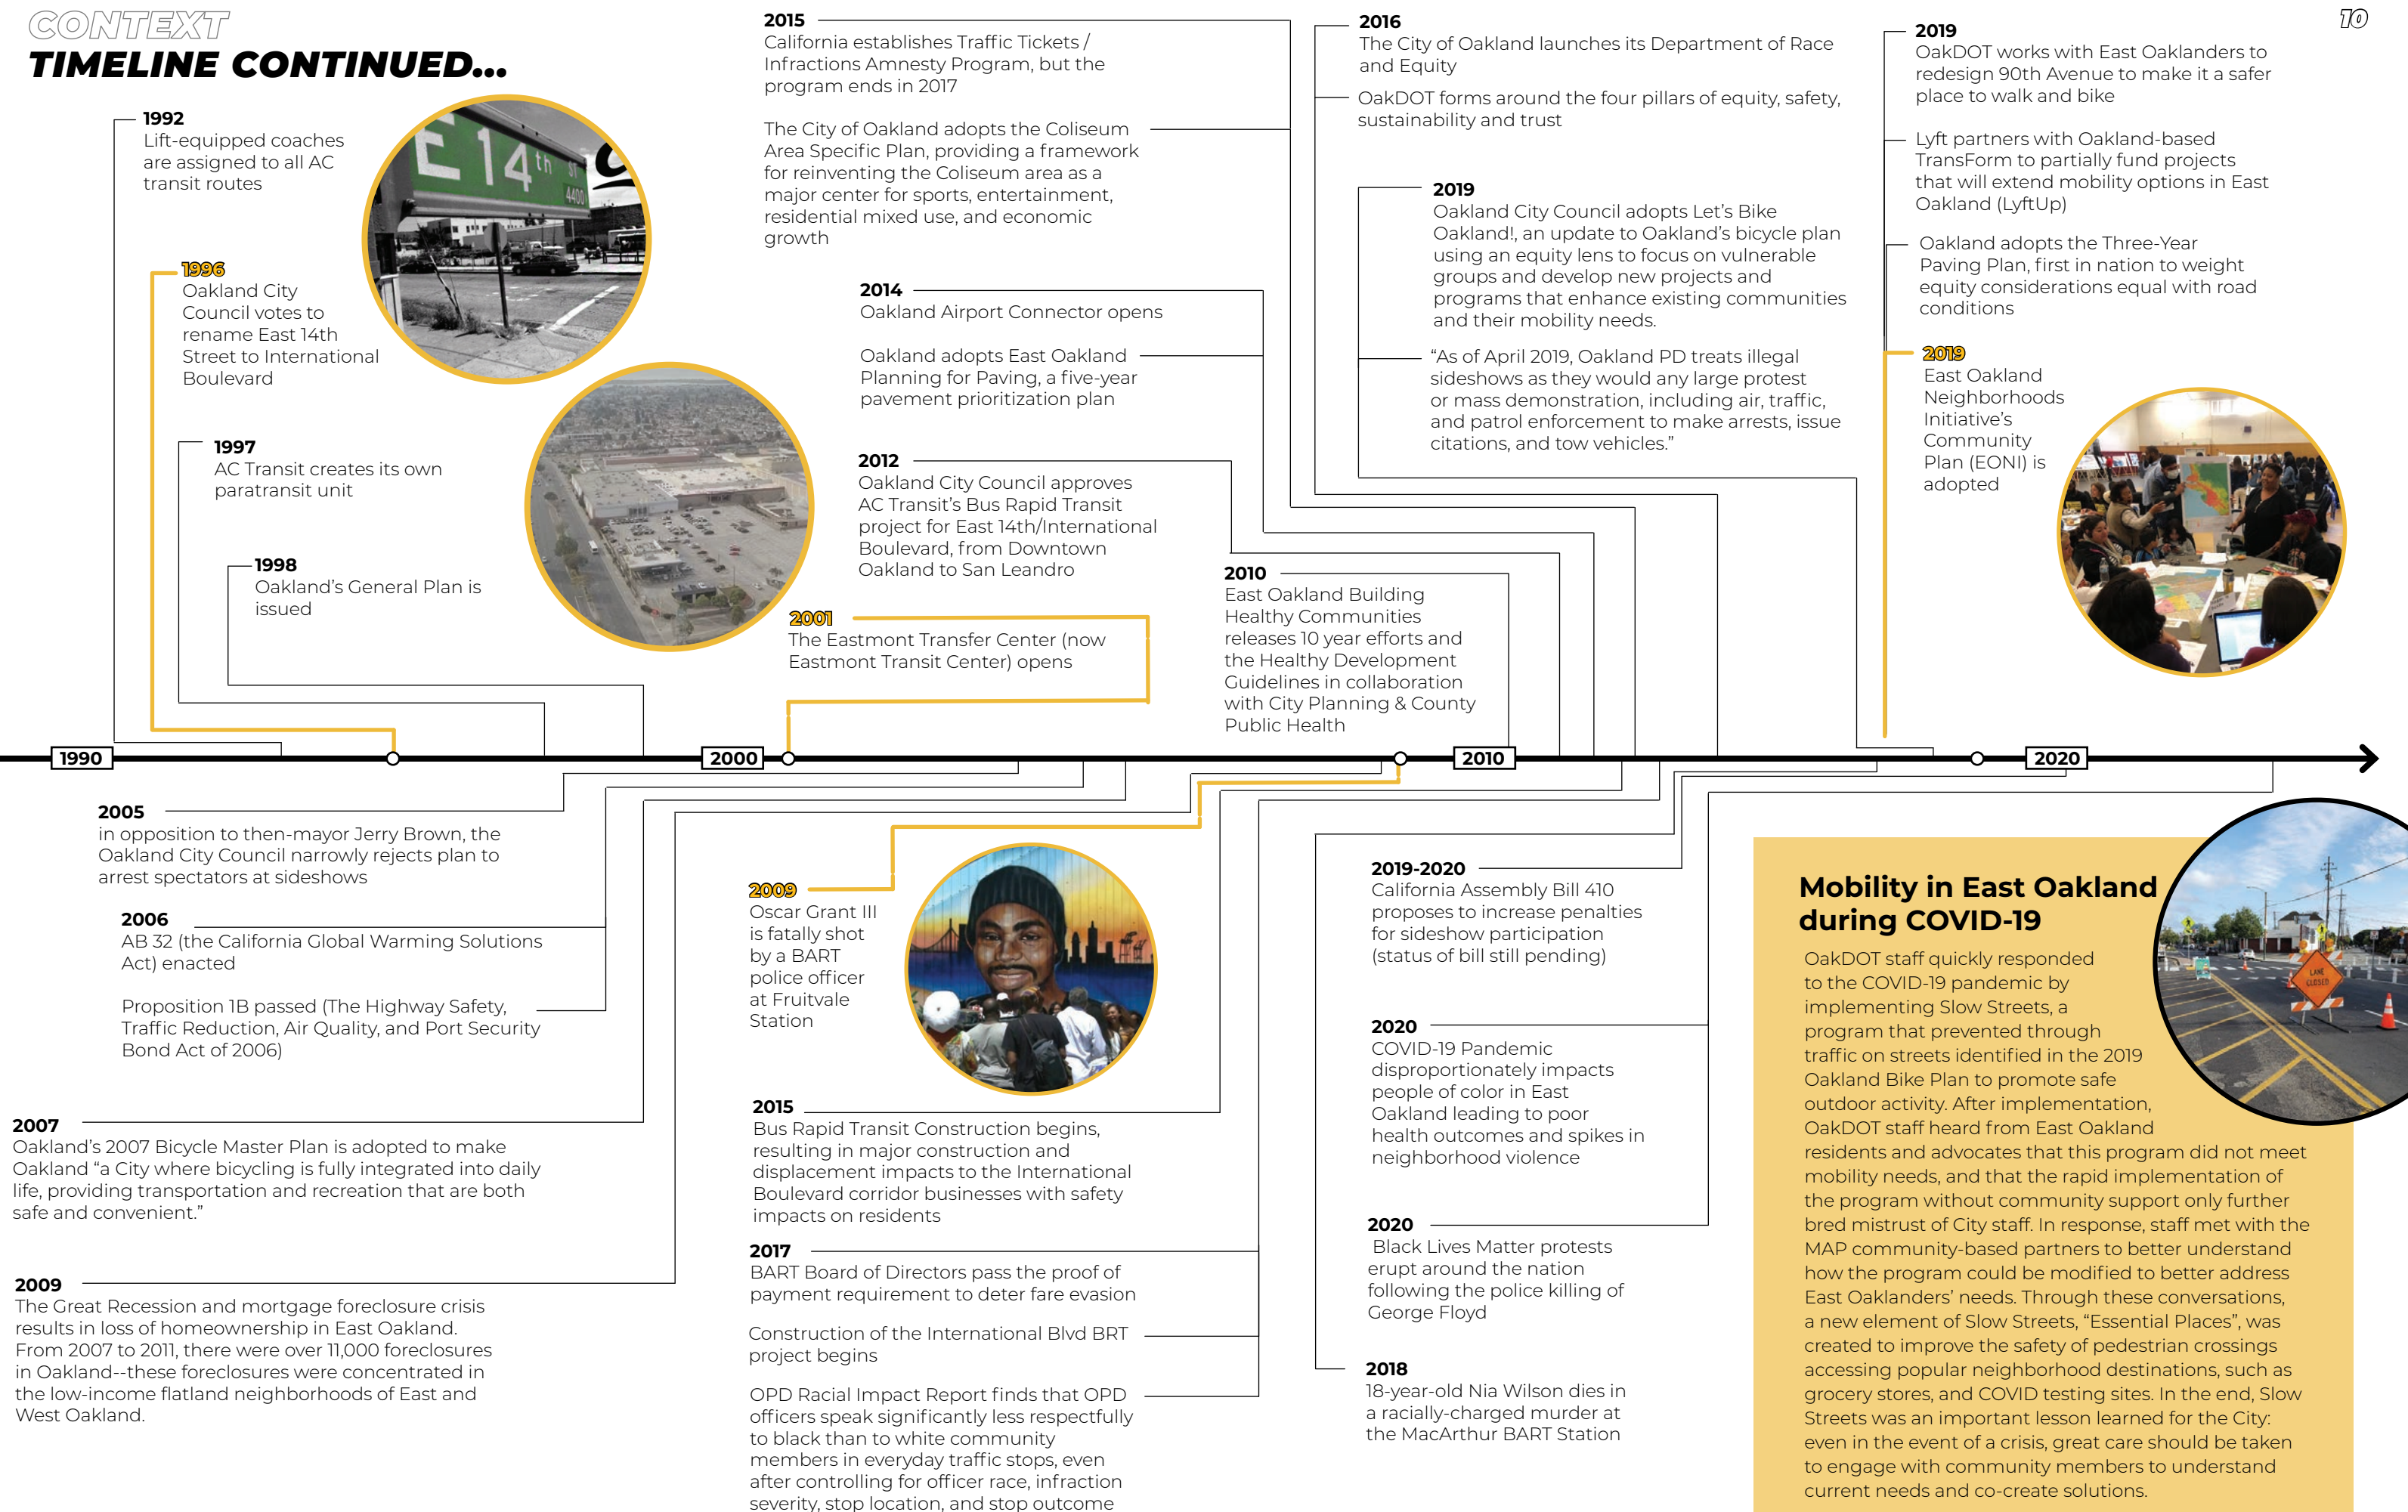 CONTEXT
TIMELINE CONTINUED...
10
1992
Lift-equipped coaches
are assigned to all AC
transit routes
E 14th ST
4400
1996
Oakland City
Council votes to
rename East 14th
Street to International
Boulevard
1997
AC Transit creates its own
paratransit unit
1998
Oakland's General Plan is
issued
2001
The Eastmont Transfer Center (now
Eastmont Transit Center) opens
2015
California establishes Traffic Tickets /
Infractions Amnesty Program, but the
program ends in 2017
The City of Oakland adopts the Coliseum
Area Specific Plan, providing a framework
for reinventing the Coliseum area as a
major center for sports, entertainment,
residential mixed use, and economic
growth
2014
Oakland Airport Connector opens
Oakland adopts East Oakland
Planning for Paving, a five-year
pavement prioritization plan
2012
Oakland City Council approves
AC Transit's Bus Rapid Transit
project for East 14th/International
Boulevard, from Downtown
Oakland to San Leandro
2010
East Oakland Building
Healthy Communities
releases 10 year efforts and
the Healthy Development
Guidelines in collaboration
with City Planning & County
Public Health
2016
The City of Oakland launches its Department of Race
and Equity
OakDOT forms around the four pillars of equity, safety,
sustainability and trust
2019
Oakland City Council adopts Let's Bike
Oakland!, an update to Oakland's bicycle plan
using an equity lens to focus on vulnerable
groups and develop new projects and
programs that enhance existing communities
and their mobility needs.
“As of April 2019, Oakland PD treats illegal
sideshows as they would any large protest
or mass demonstration, including air, traffic,
and patrol enforcement to make arrests, issue
citations, and tow vehicles.”
2019
OakDOT works with East Oaklanders to
redesign 90th Avenue to make it a safer
place to walk and bike
Lyft partners with Oakland-based
TransForm to partially fund projects
that will extend mobility options in East
Oakland (LyftUp)
Oakland adopts the Three-Year
Paving Plan, first in nation to weight
equity considerations equal with road
conditions
2019
East Oakland
Neighborhoods
Initiative's
Community
Plan (EONI) is
adopted
1990
2000
2010
2020
2005
in opposition to then-mayor Jerry Brown, the
Oakland City Council narrowly rejects plan to
arrest spectators at sideshows
2006
AB 32 (the California Global Warming Solutions
Act) enacted
Proposition 1B passed (The Highway Safety,
Traffic Reduction, Air Quality, and Port Security
Bond Act of 2006)
2007
Oakland's 2007 Bicycle Master Plan is adopted to make
Oakland “a City where bicycling is fully integrated into daily
life, providing transportation and recreation that are both
safe and convenient.”
2009
The Great Recession and mortgage foreclosure crisis
results in loss of homeownership in East Oakland.
From 2007 to 2011, there were over 11,000 foreclosures
in Oakland--these foreclosures were concentrated in
the low-income flatland neighborhoods of East and
West Oakland.
2009
Oscar Grant III
is fatally shot
by a BART
police officer
at Fruitvale
Station
2015
Bus Rapid Transit Construction begins,
resulting in major construction and
displacement impacts to the International
Boulevard corridor businesses with safety
impacts on residents
2017
BART Board of Directors pass the proof of
payment requirement to deter fare evasion
Construction of the International Blvd BRT
project begins
OPD Racial Impact Report finds that OPD
officers speak significantly less respectfully
to black than to white community
members in everyday traffic stops, even
after controlling for officer race, infraction
severity, stop location, and stop outcome
2019-2020
California Assembly Bill 410
proposes to increase penalties
for sideshow participation
(status of bill still pending)
2020
COVID-19 Pandemic
disproportionately impacts
people of color in East
Oakland leading to poor
health outcomes and spikes in
neighborhood violence
2020
Black Lives Matter protests
erupt around the nation
following the police killing of
George Floyd
2018
18-year-old Nia Wilson dies in
a racially-charged murder at
the MacArthur BART Station
Mobility in East Oakland
during COVID-19
LANE
CLOSED
OakDOT staff quickly responded
to the COVID-19 pandemic by
implementing Slow Streets, a
program that prevented through
traffic on streets identified in the 2019
Oakland Bike Plan to promote safe
outdoor activity. After implementation,
OakDOT staff heard from East Oakland
residents and advocates that this program did not meet
mobility needs, and that the rapid implementation of
the program without community support only further
bred mistrust of City staff. In response, staff met with the
MAP community-based partners to better understand
how the program could be modified to better address
East Oaklanders' needs. Through these conversations,
a new element of Slow Streets, “Essential Places”, was
created to improve the safety of pedestrian crossings
accessing popular neighborhood destinations, such as
grocery stores, and COVID testing sites. In the end, Slow
Streets was an important lesson learned for the City:
even in the event of a crisis, great care should be taken
to engage with community members to understand
current needs and co-create solutions.